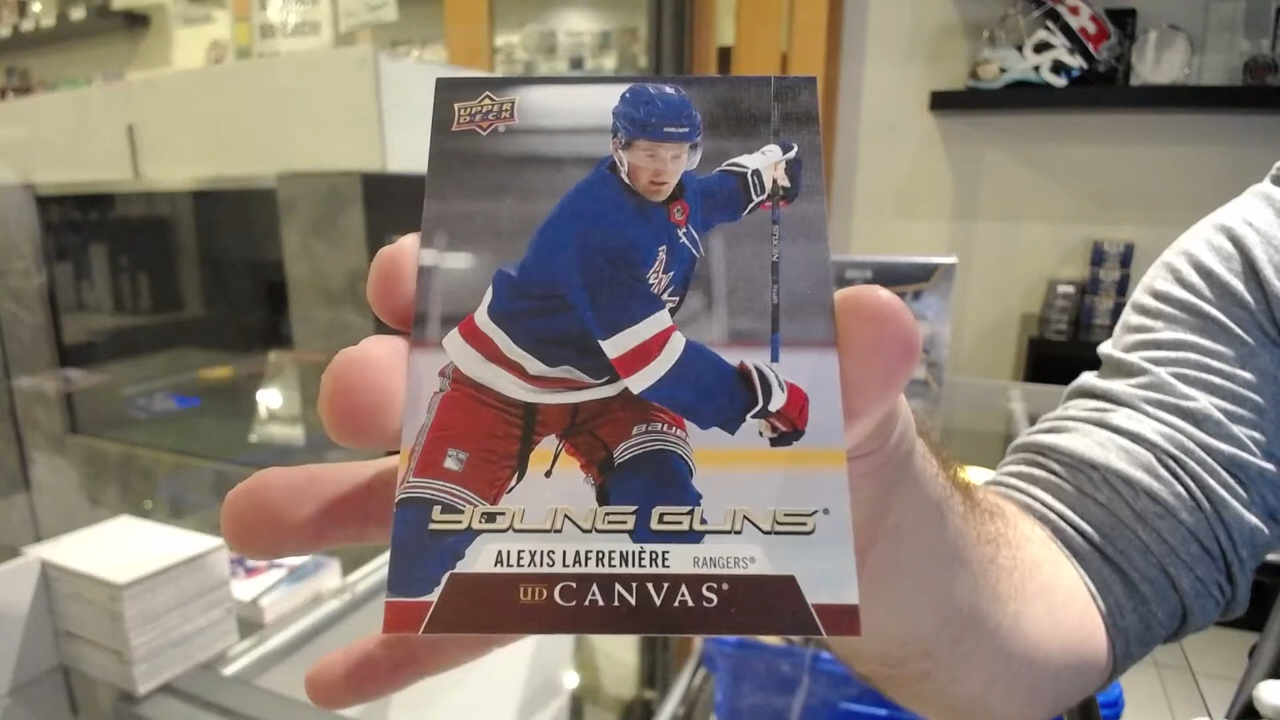 UPPER
DECK®
NEXUS
BAUER
YOUNG GUNS®
ALEXIS LAFRENIÈRE RANGERS®
UD CANVAS®